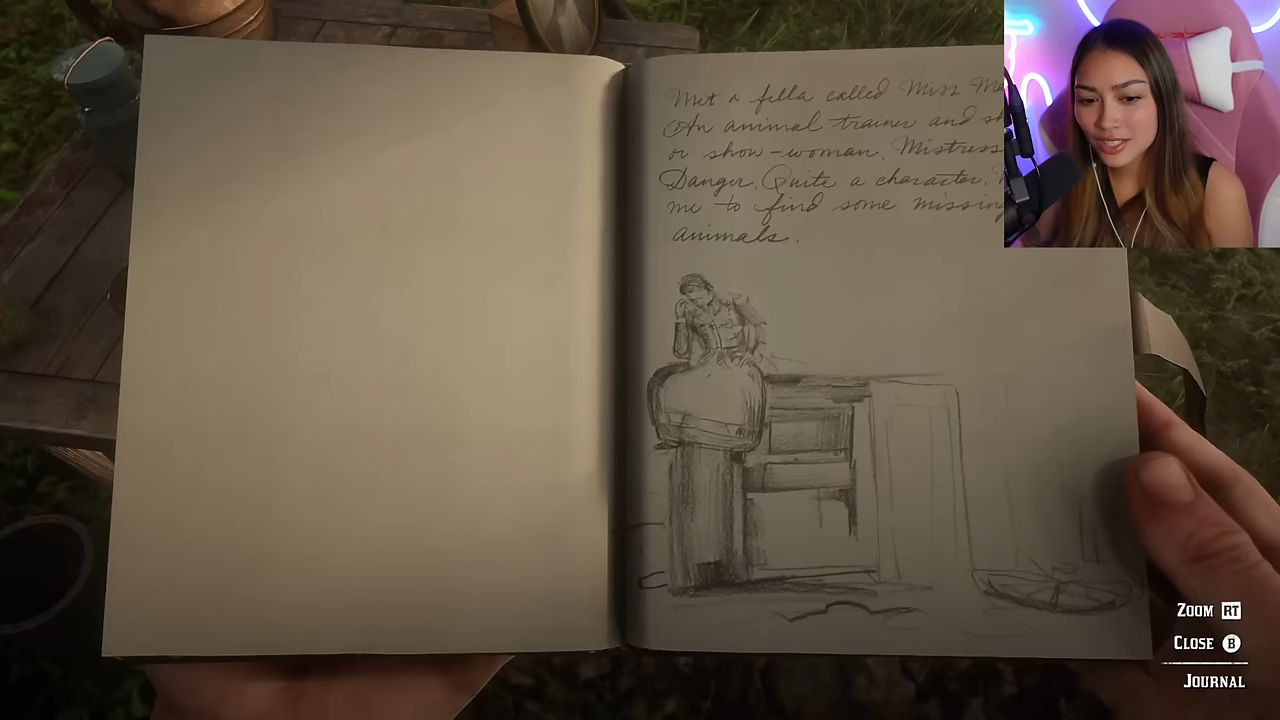 Met a fella called Miss
An animal trainer and
or show-woman. Mistress
Danger. Quite a character.
me to find some missing
animals.
ZOOM RT
CLOSE B
JOURNAL